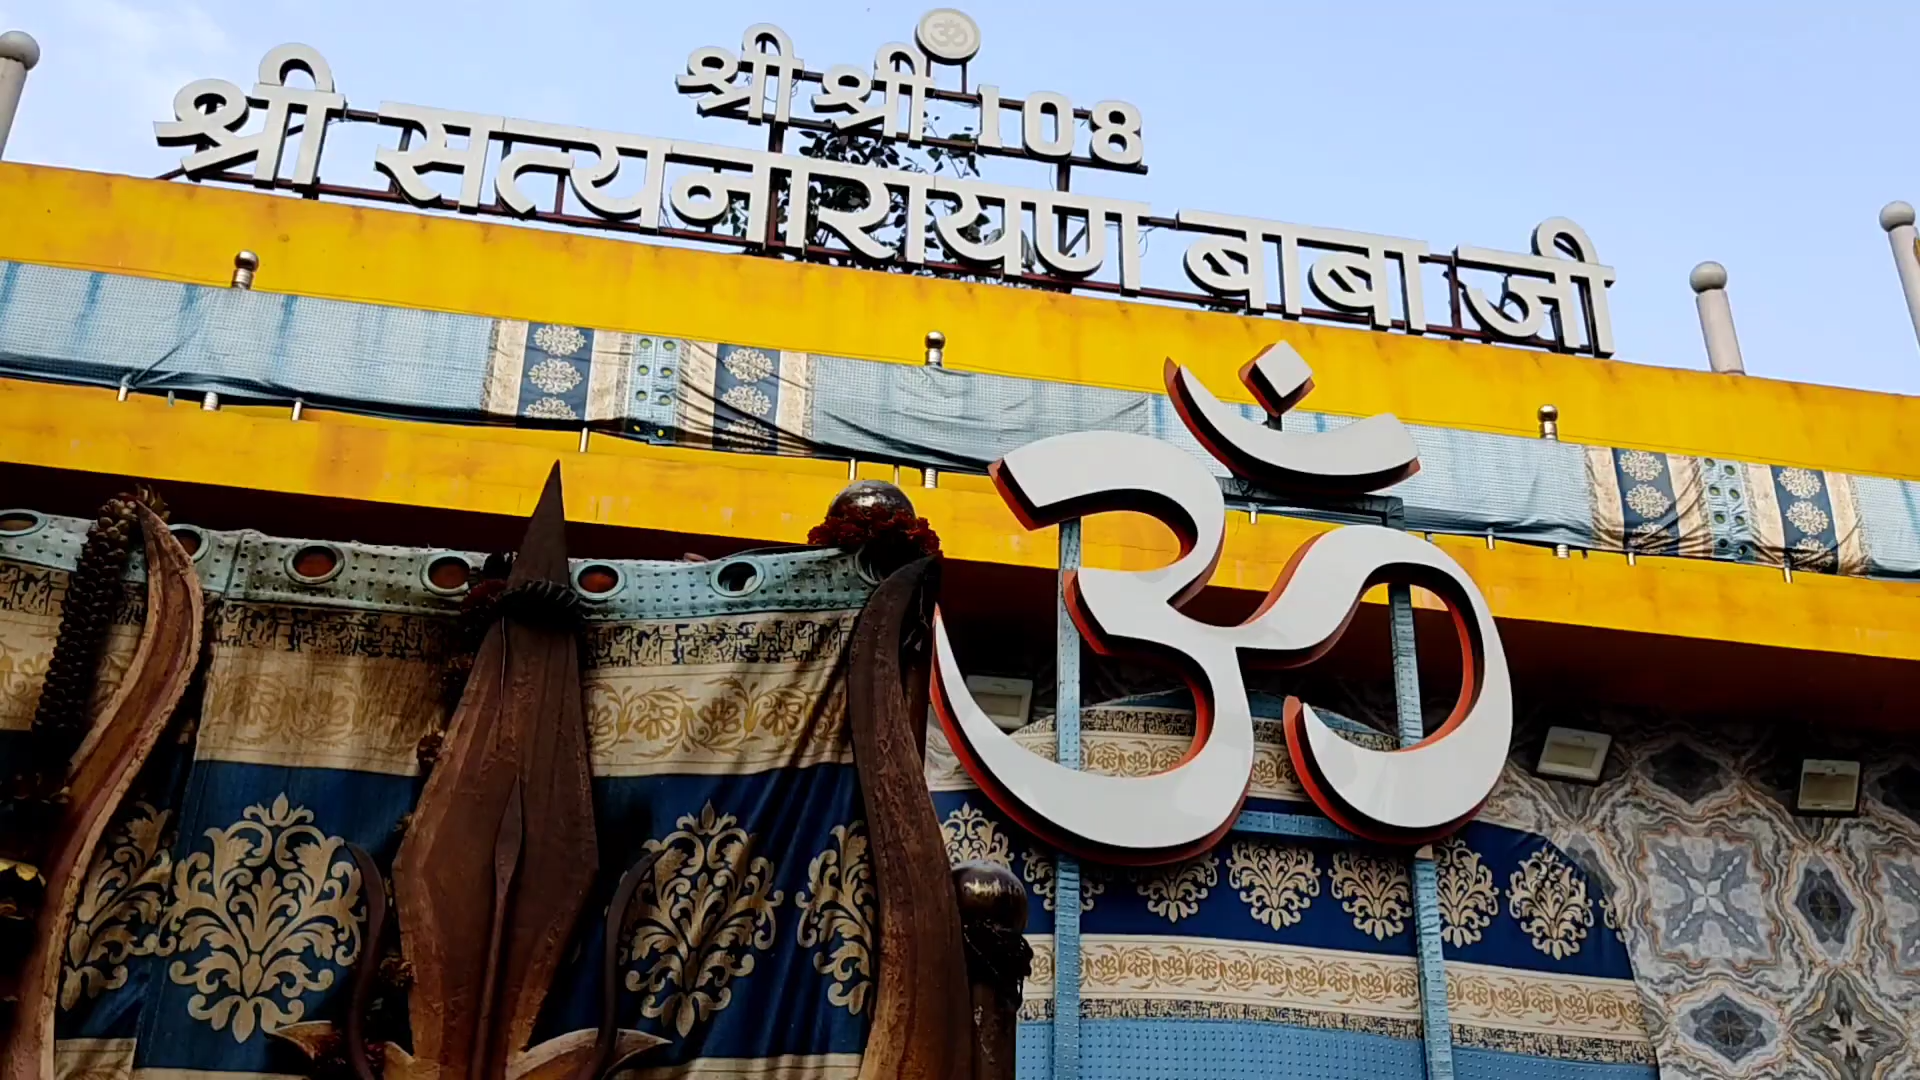 ॐ
श्री श्री 108
श्री सत्यनारायण बाबा जी
ॐ